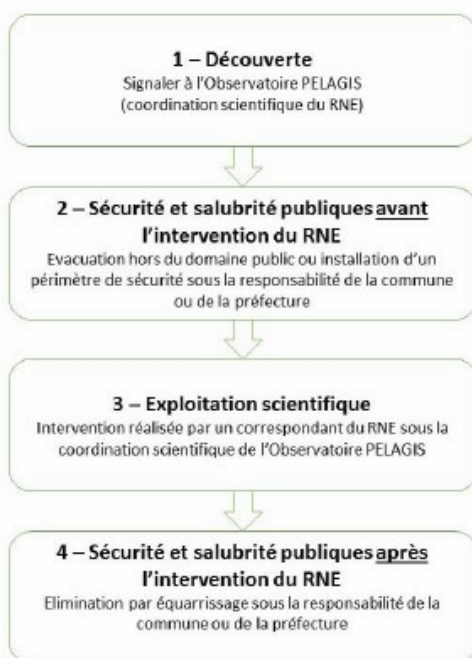 1 – Découverte
Signaler à l'Observatoire PELAGIS
(coordination scientifique du RNE)
2 – Sécurité et salubrité publiques avant
l'intervention du RNE
Evacuation hors du domaine public ou installation d'un
périmètre de sécurité sous la responsabilité de la commune
ou de la préfecture
3 – Exploitation scientifique
Intervention réalisée par un correspondant du RNE sous la
coordination scientifique de l'Observatoire PELAGIS
4 – Sécurité et salubrité publiques après
l'intervention du RNE
Elimination par équarrissage sous la responsabilité de la
commune ou de la préfecture